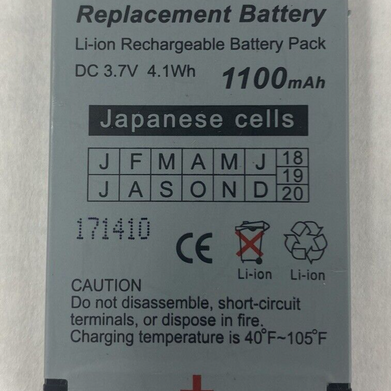 Replacement Battery
Li-ion Rechargeable Battery Pack
DC 3.7V 4.1Wh 1100mAh
Japanese cells
J F M A M J 18
19
J A S O N D 20
171410
CE
Li-ion Li-ion
CAUTION
Do not disassemble, short-circuit
terminals, or dispose in fire.
Charging temperature is 40°F~105°F
+